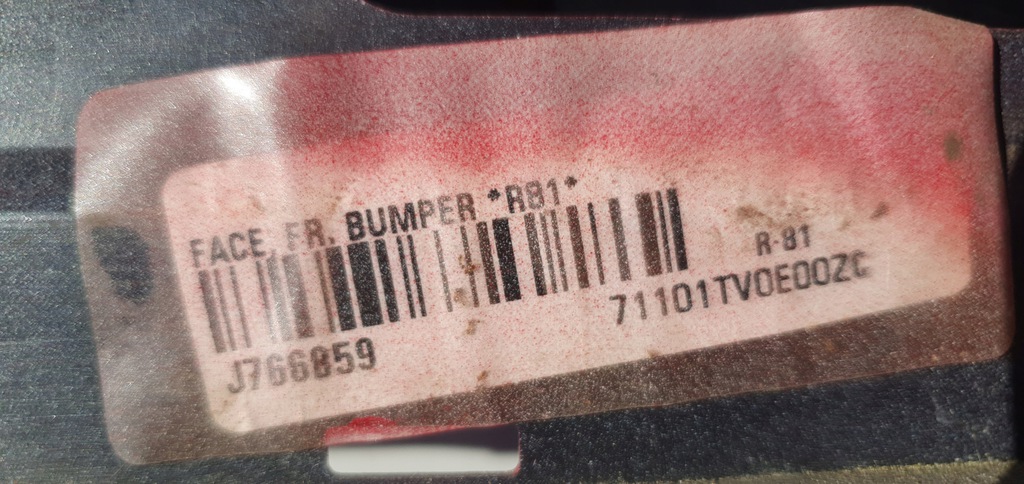 FACE, FR, BUMPER *R81*
R-81
71101TV0E00ZC
J766859